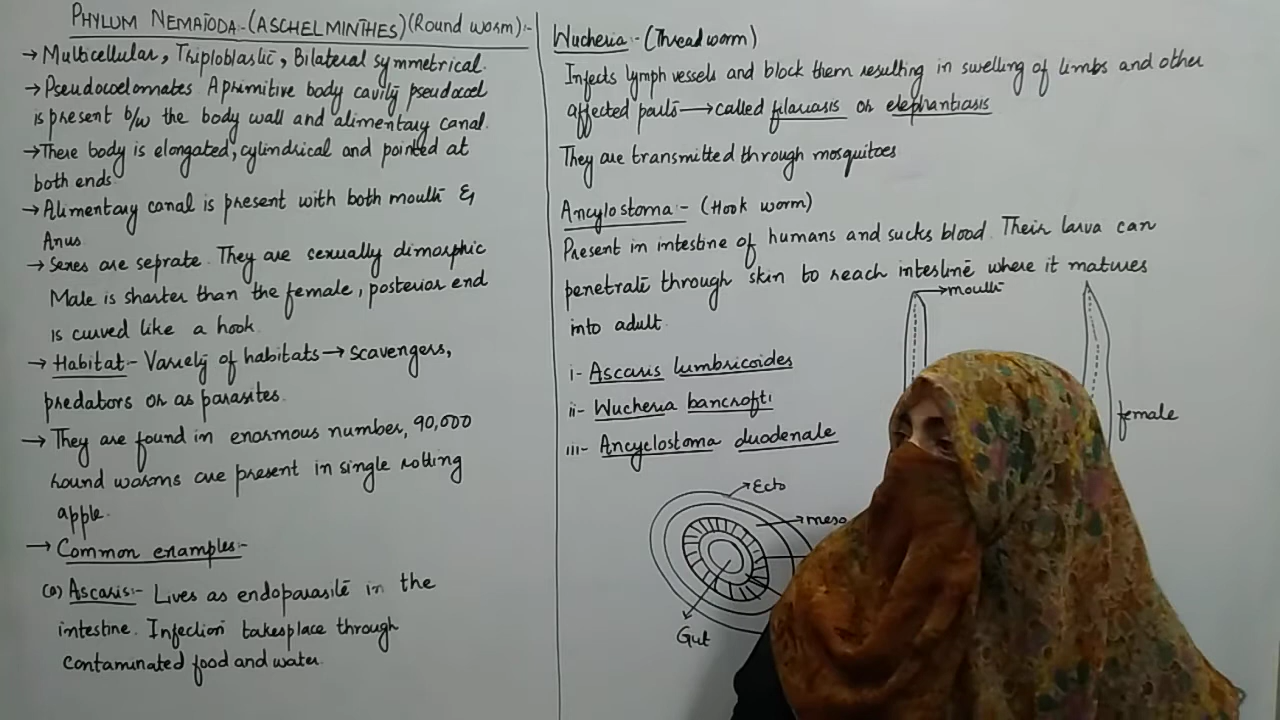 PHYLUM NEMATODA:-(ASCHELMINTHES)(Round worm):-
→ Multicellular, Triploblastic, Bilateral symmetrical.
→ Pseudocoelomates. A primitive body cavity pseudocoel
is present b/w the body wall and alimentary canal.
→ There body is elongated, cylindrical and pointed at
both ends.
→ Alimentary canal is present with both mouth &
Anus.
→ Sexes are seprate. They are sexually dimorphic
Male is sharter than the female, posterior end
is curved like a hook.
→ Habitat:- Variety of habitats → scavengers,
predators or as parasites.
→ They are found in enormous number, 90,000
round worms are present in single rotting
apple.
→ Common examples:-
(a) Ascaris:- Lives as endoparasite in the
intestine. Infection takesplace through
contaminated food and water.
Wucheria:- (Thread worm)
Infects lymph vessels and block them resulting in swelling of limbs and other
affected parts → called filariasis or elephantiasis
They are transmitted through mosquitoes
Ancylostoma:- (Hook worm)
Present in intestine of humans and sucks blood. Their larva can
penetrate through skin to reach intestine where it matures
into adult.
i- Ascaris lumbricoides
ii- Wucheria bancrofti
iii- Ancyclostoma duodenale
mouth
female
Ecto
meso
Gut